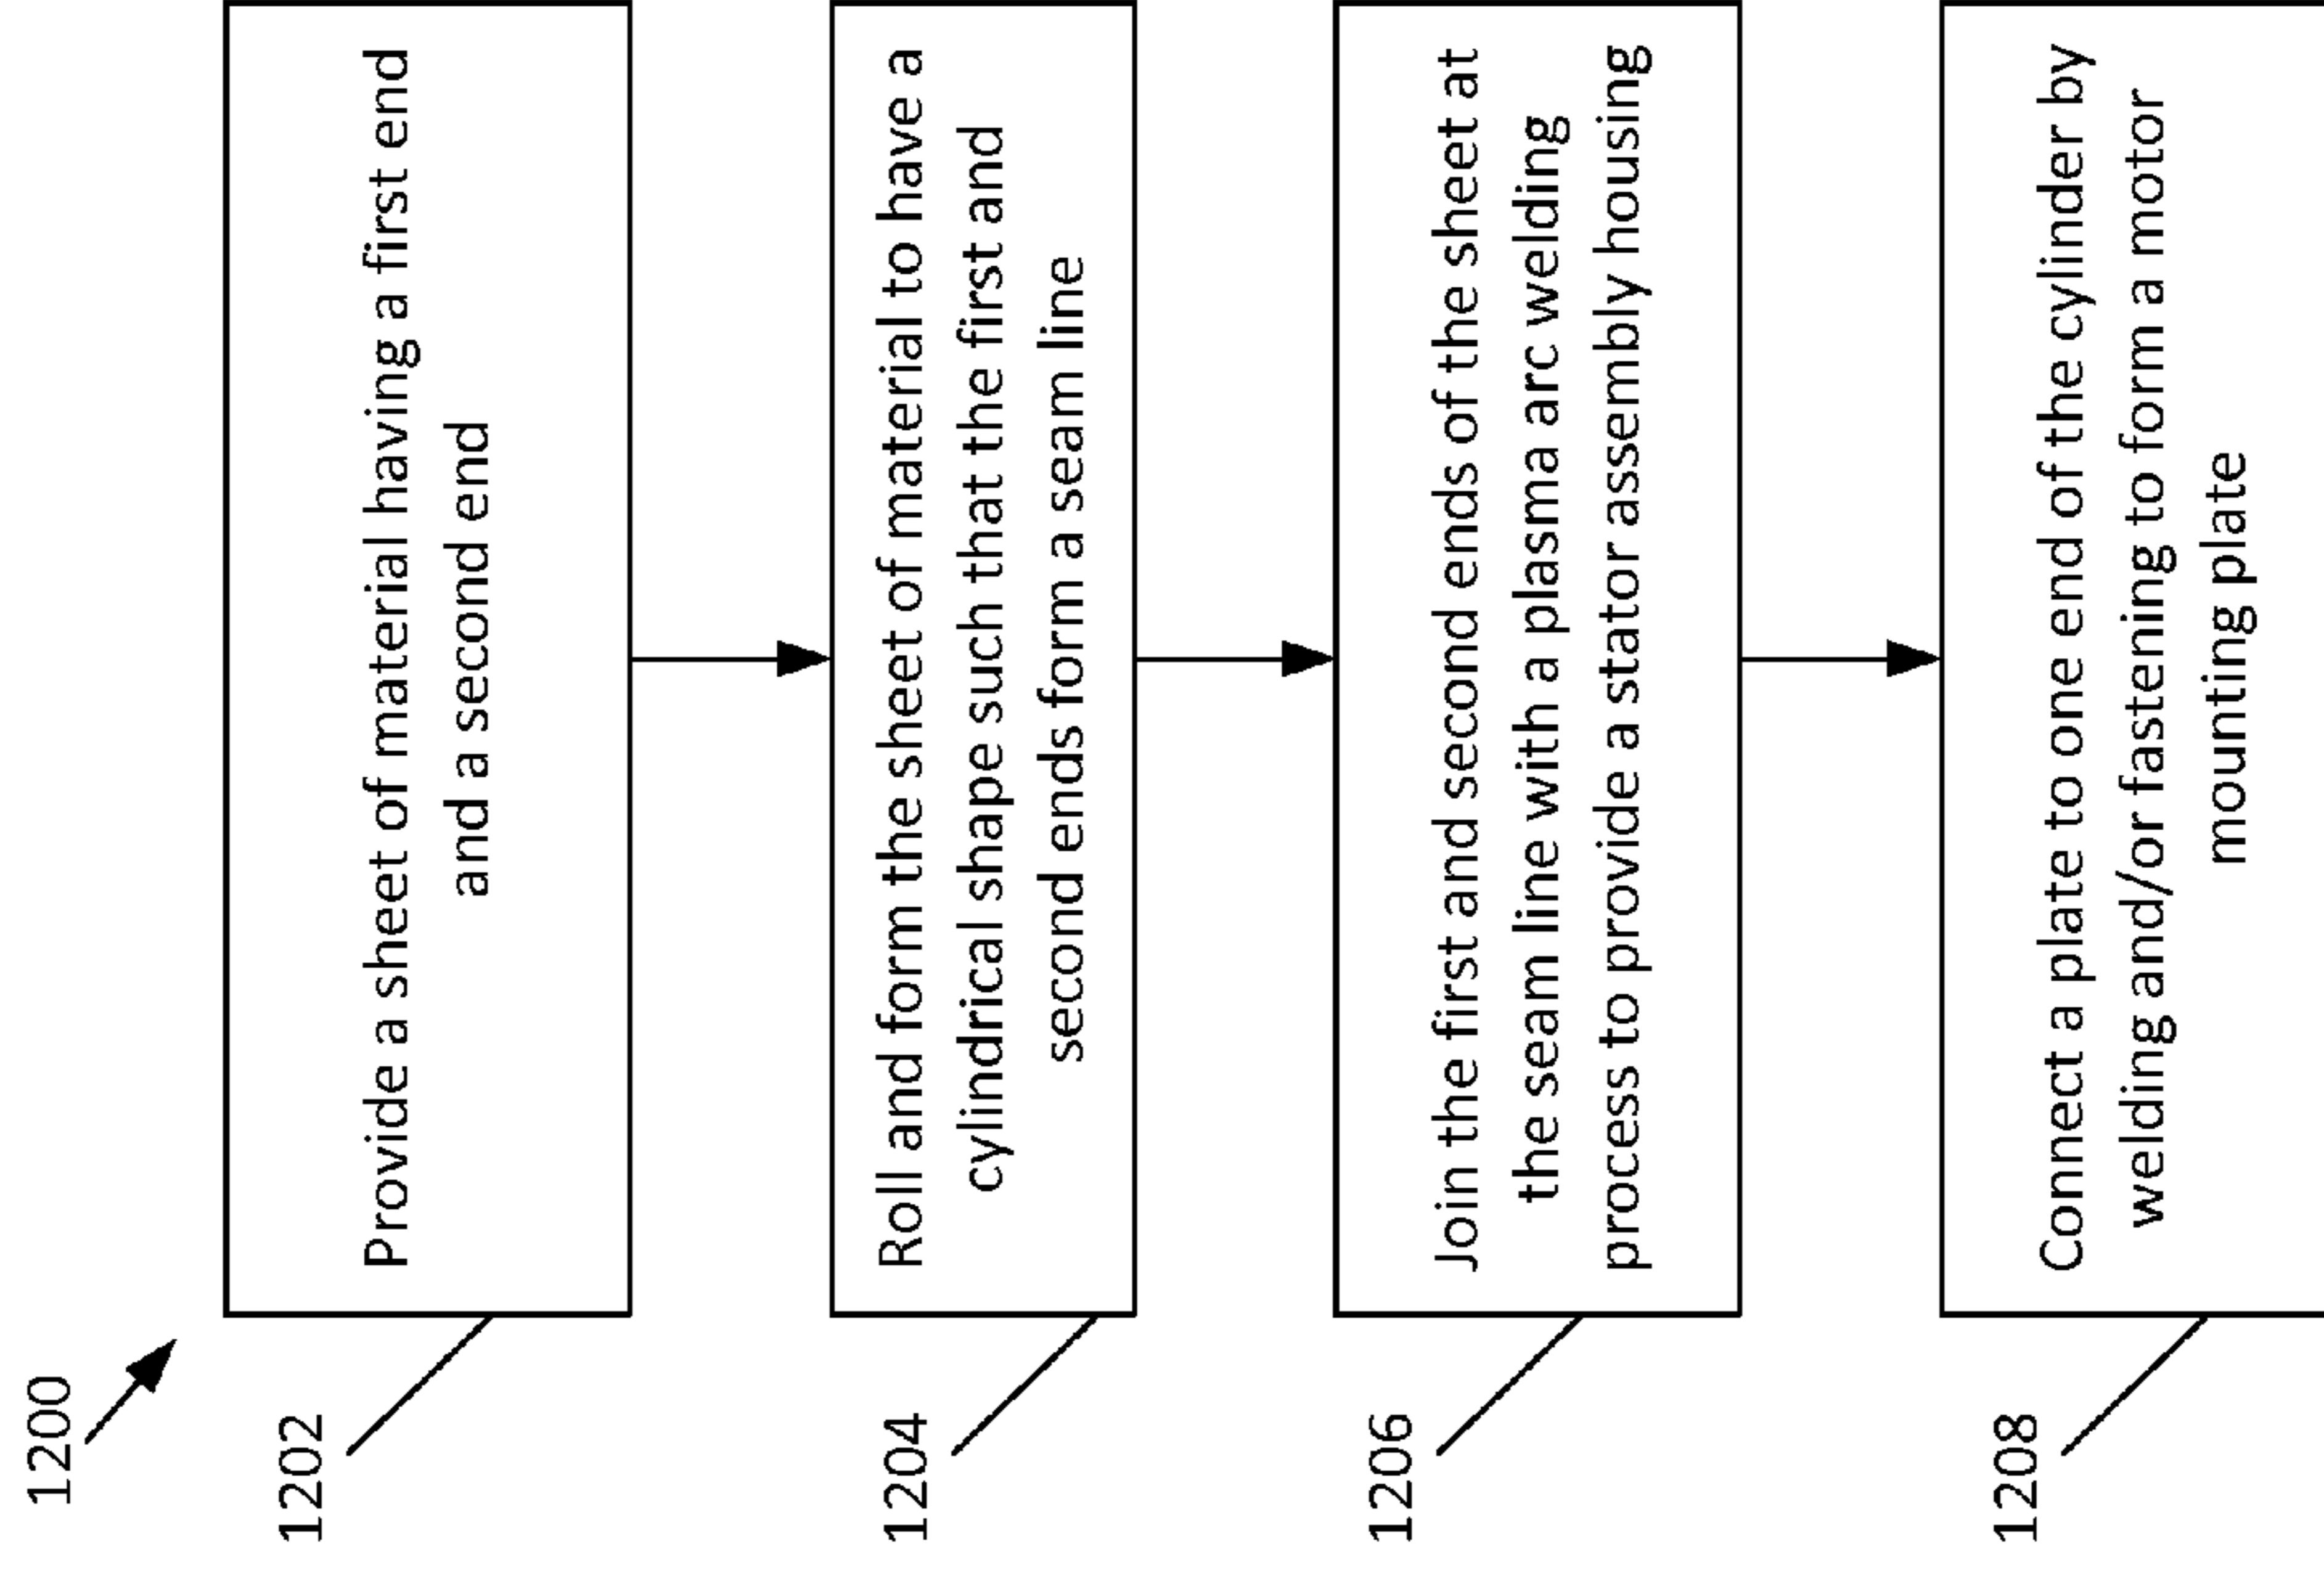 1200
1202
Provide a sheet of material having a first end
and a second end
1204
Roll and form the sheet of material to have a
cylindrical shape such that the first and
second ends form a seam line
1206
Join the first and second ends of the sheet at
the seam line with a plasma arc welding
process to provide a stator assembly housing
1208
Connect a plate to one end of the cylinder by
welding and/or fastening to form a motor
mounting plate